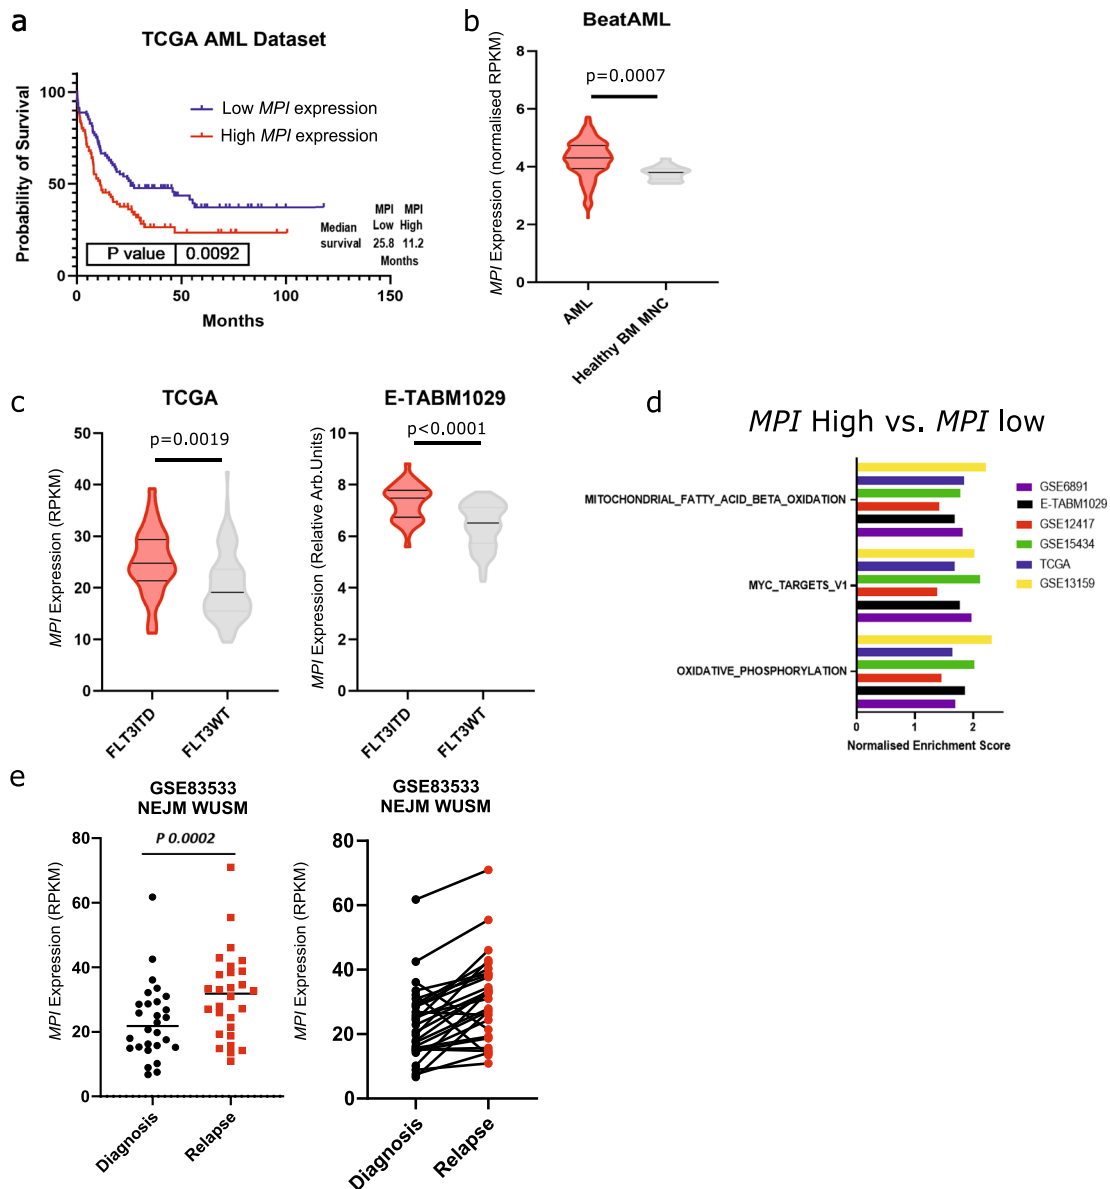 a
TCGA AML Dataset
Probability of Survival
100
50
0
Low MPI expression
High MPI expression
MPI MPI
Low High
Median survival 25.8 11.2
Months
P value 0.0092
0 50 100 150
Months
b
BeatAML
MPI Expression (normalised RPKM)
8
6
4
2
0
p=0.0007
AML
Healthy BM MNC
c
TCGA
MPI Expression (RPKM)
50
40
30
20
10
0
p=0.0019
FLT3ITD
FLT3WT
E-TABM1029
MPI Expression (Relative Arb.Units)
10
8
6
4
2
0
p<0.0001
FLT3ITD
FLT3WT
d
MPI High vs. MPI low
MITOCHONDRIAL_FATTY_ACID_BETA_OXIDATION
MYC_TARGETS_V1
OXIDATIVE_PHOSPHORYLATION
0 1 2
Normalised Enrichment Score
GSE6891
E-TABM1029
GSE12417
GSE15434
TCGA
GSE13159
e
GSE83533
NEJM WUSM
MPI Expression (RPKM)
80
60
40
20
0
P 0.0002
Diagnosis
Relapse
GSE83533
NEJM WUSM
MPI Expression (RPKM)
80
60
40
20
0
Diagnosis
Relapse